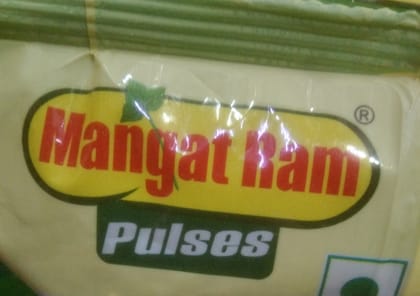 Mangat Ram ®
Pulses